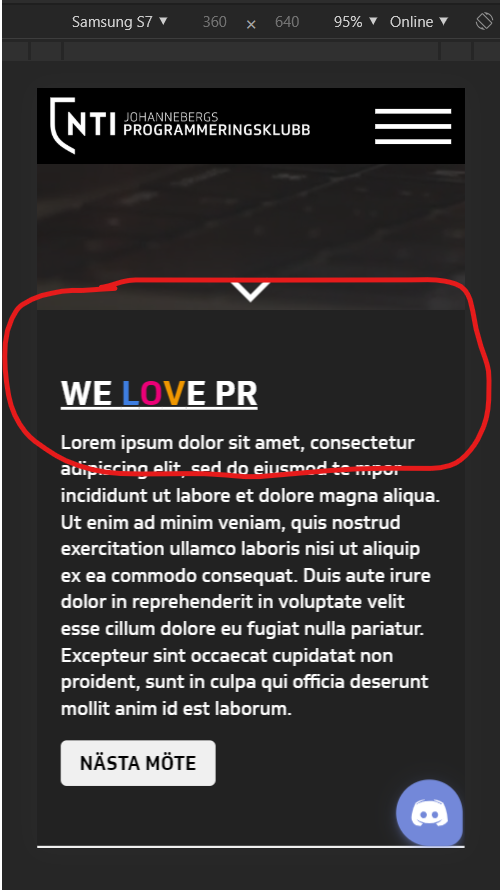 Samsung S7 360 × 640 95% Online
NTI JOHANNEBERGS
PROGRAMMERINGSKLUBB
WE LOVE PR
Lorem ipsum dolor sit amet, consectetur
adipiscing elit, sed do eiusmod te mpor
incididunt ut labore et dolore magna aliqua.
Ut enim ad minim veniam, quis nostrud
exercitation ullamco laboris nisi ut aliquip
ex ea commodo consequat. Duis aute irure
dolor in reprehenderit in voluptate velit
esse cillum dolore eu fugiat nulla pariatur.
Excepteur sint occaecat cupidatat non
proident, sunt in culpa qui officia deserunt
mollit anim id est laborum.
NÄSTA MÖTE